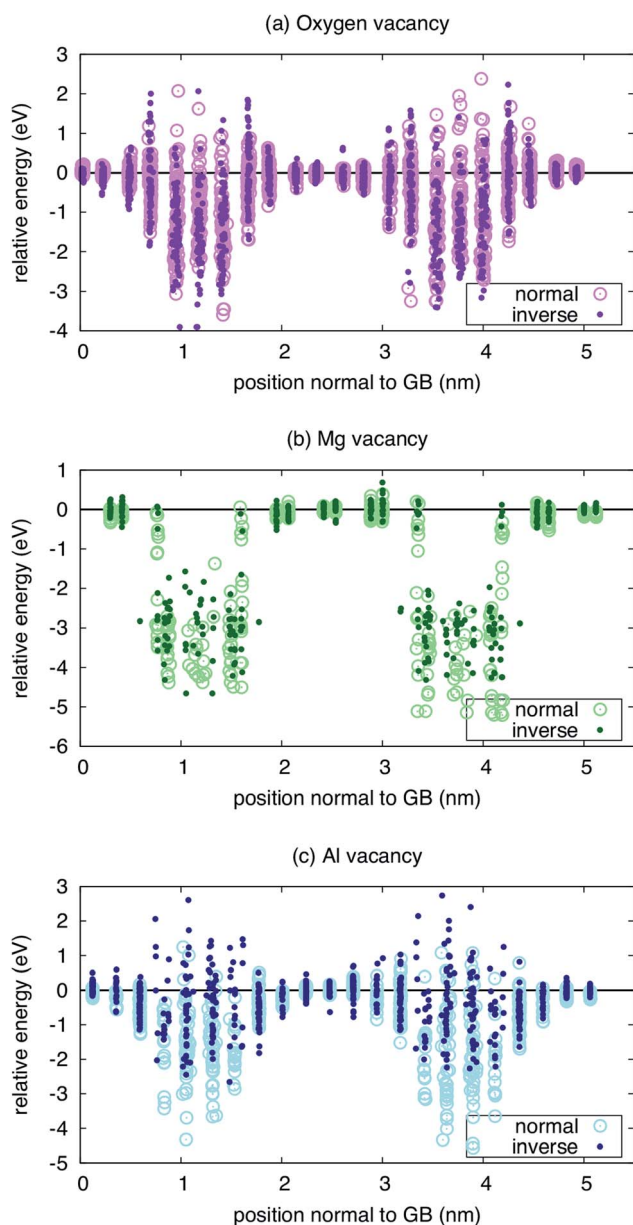 (a) Oxygen vacancy
3
2
1
0
-1
-2
-3
-4
relative energy (eV)
normal
inverse
0 1 2 3 4 5
position normal to GB (nm)
(b) Mg vacancy
1
0
-1
-2
-3
-4
-5
-6
relative energy (eV)
normal
inverse
0 1 2 3 4 5
position normal to GB (nm)
(c) Al vacancy
3
2
1
0
-1
-2
-3
-4
-5
relative energy (eV)
normal
inverse
0 1 2 3 4 5
position normal to GB (nm)